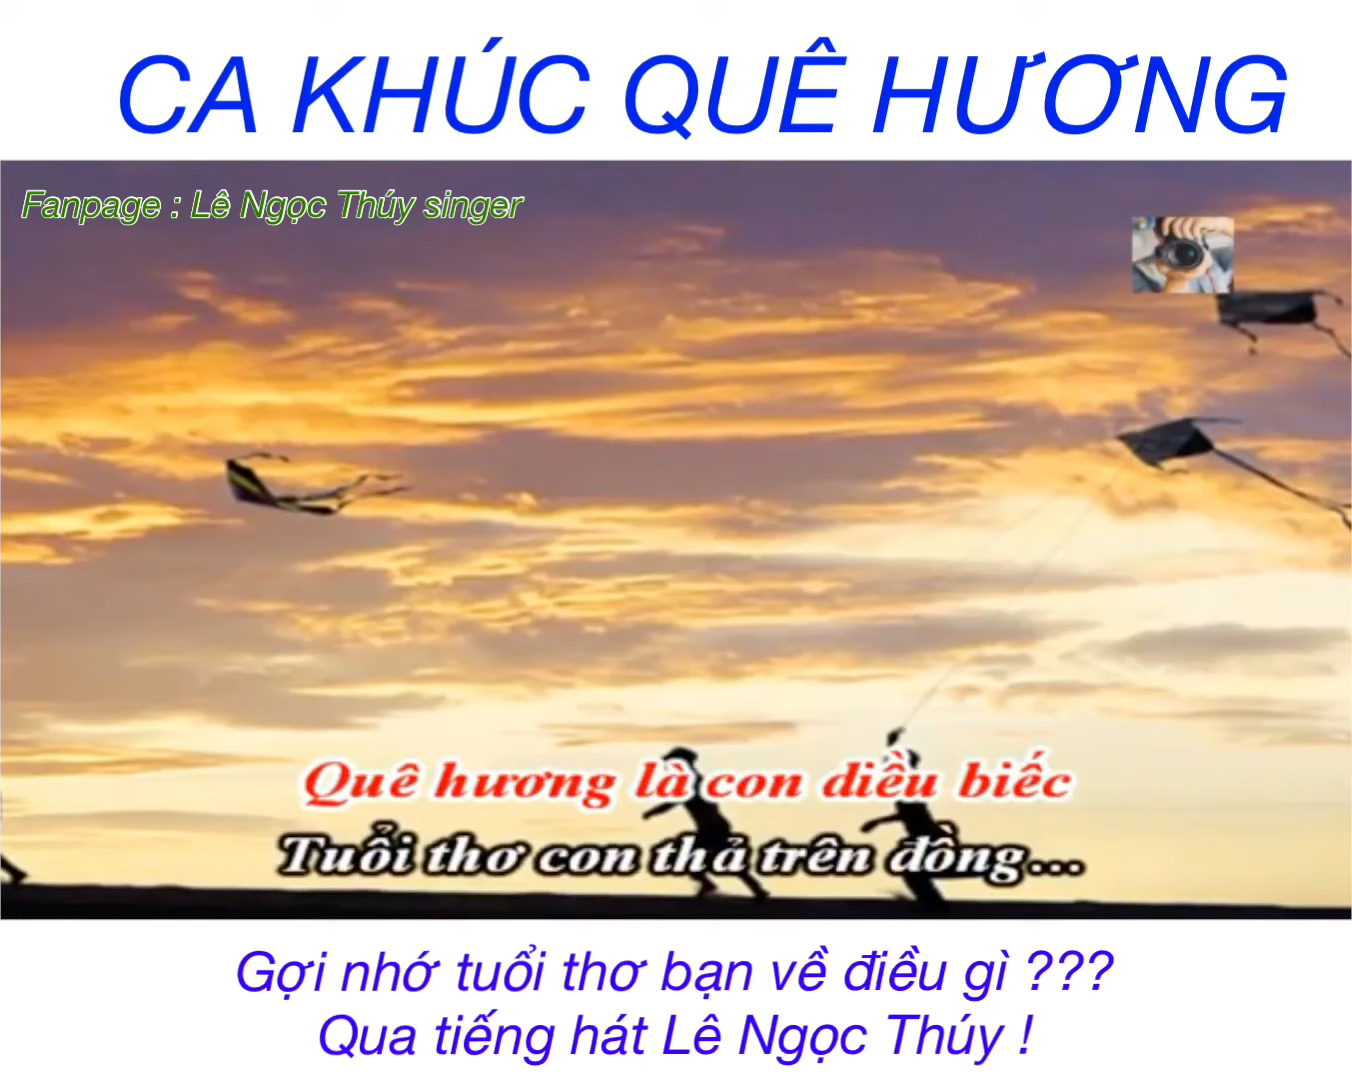 CA KHÚC QUÊ HƯƠNG
Fanpage : Lê Ngọc Thúy singer
Quê hương là con diều biếc
Tuổi thơ con thả trên đồng...
Gợi nhớ tuổi thơ bạn về điều gì ???
Qua tiếng hát Lê Ngọc Thúy !